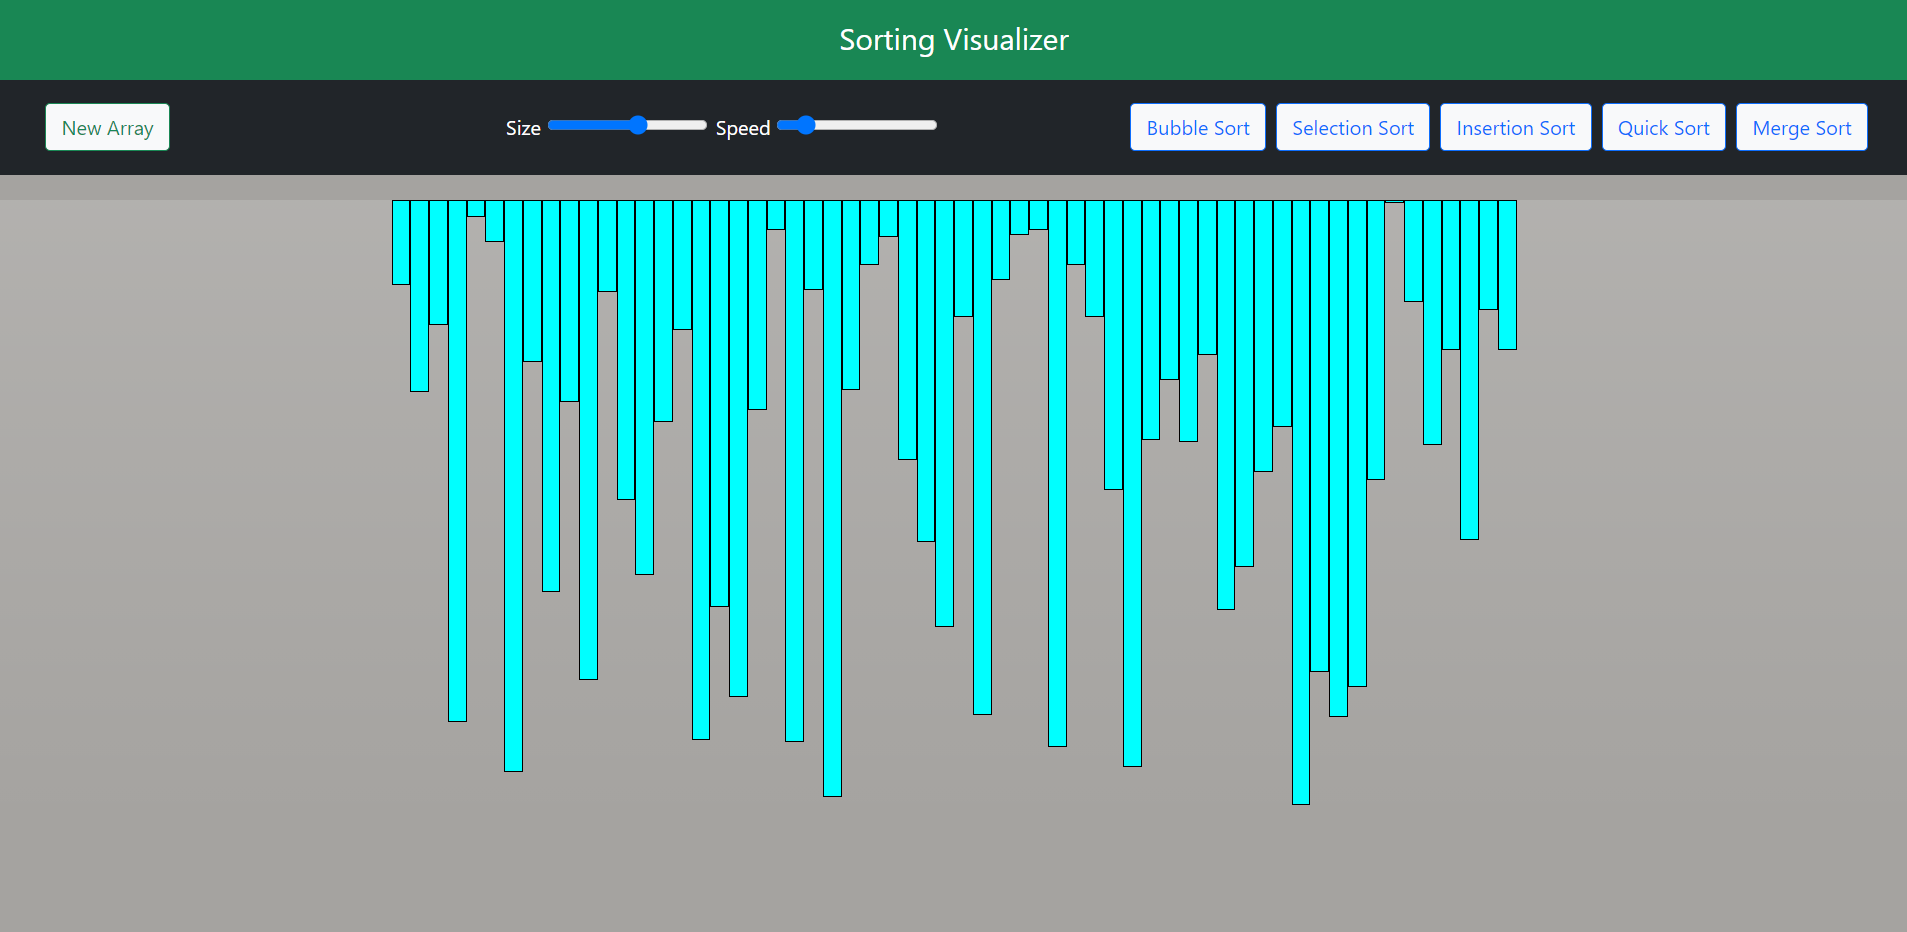 Sorting Visualizer
New Array
Size
Speed
Bubble Sort
Selection Sort
Insertion Sort
Quick Sort
Merge Sort